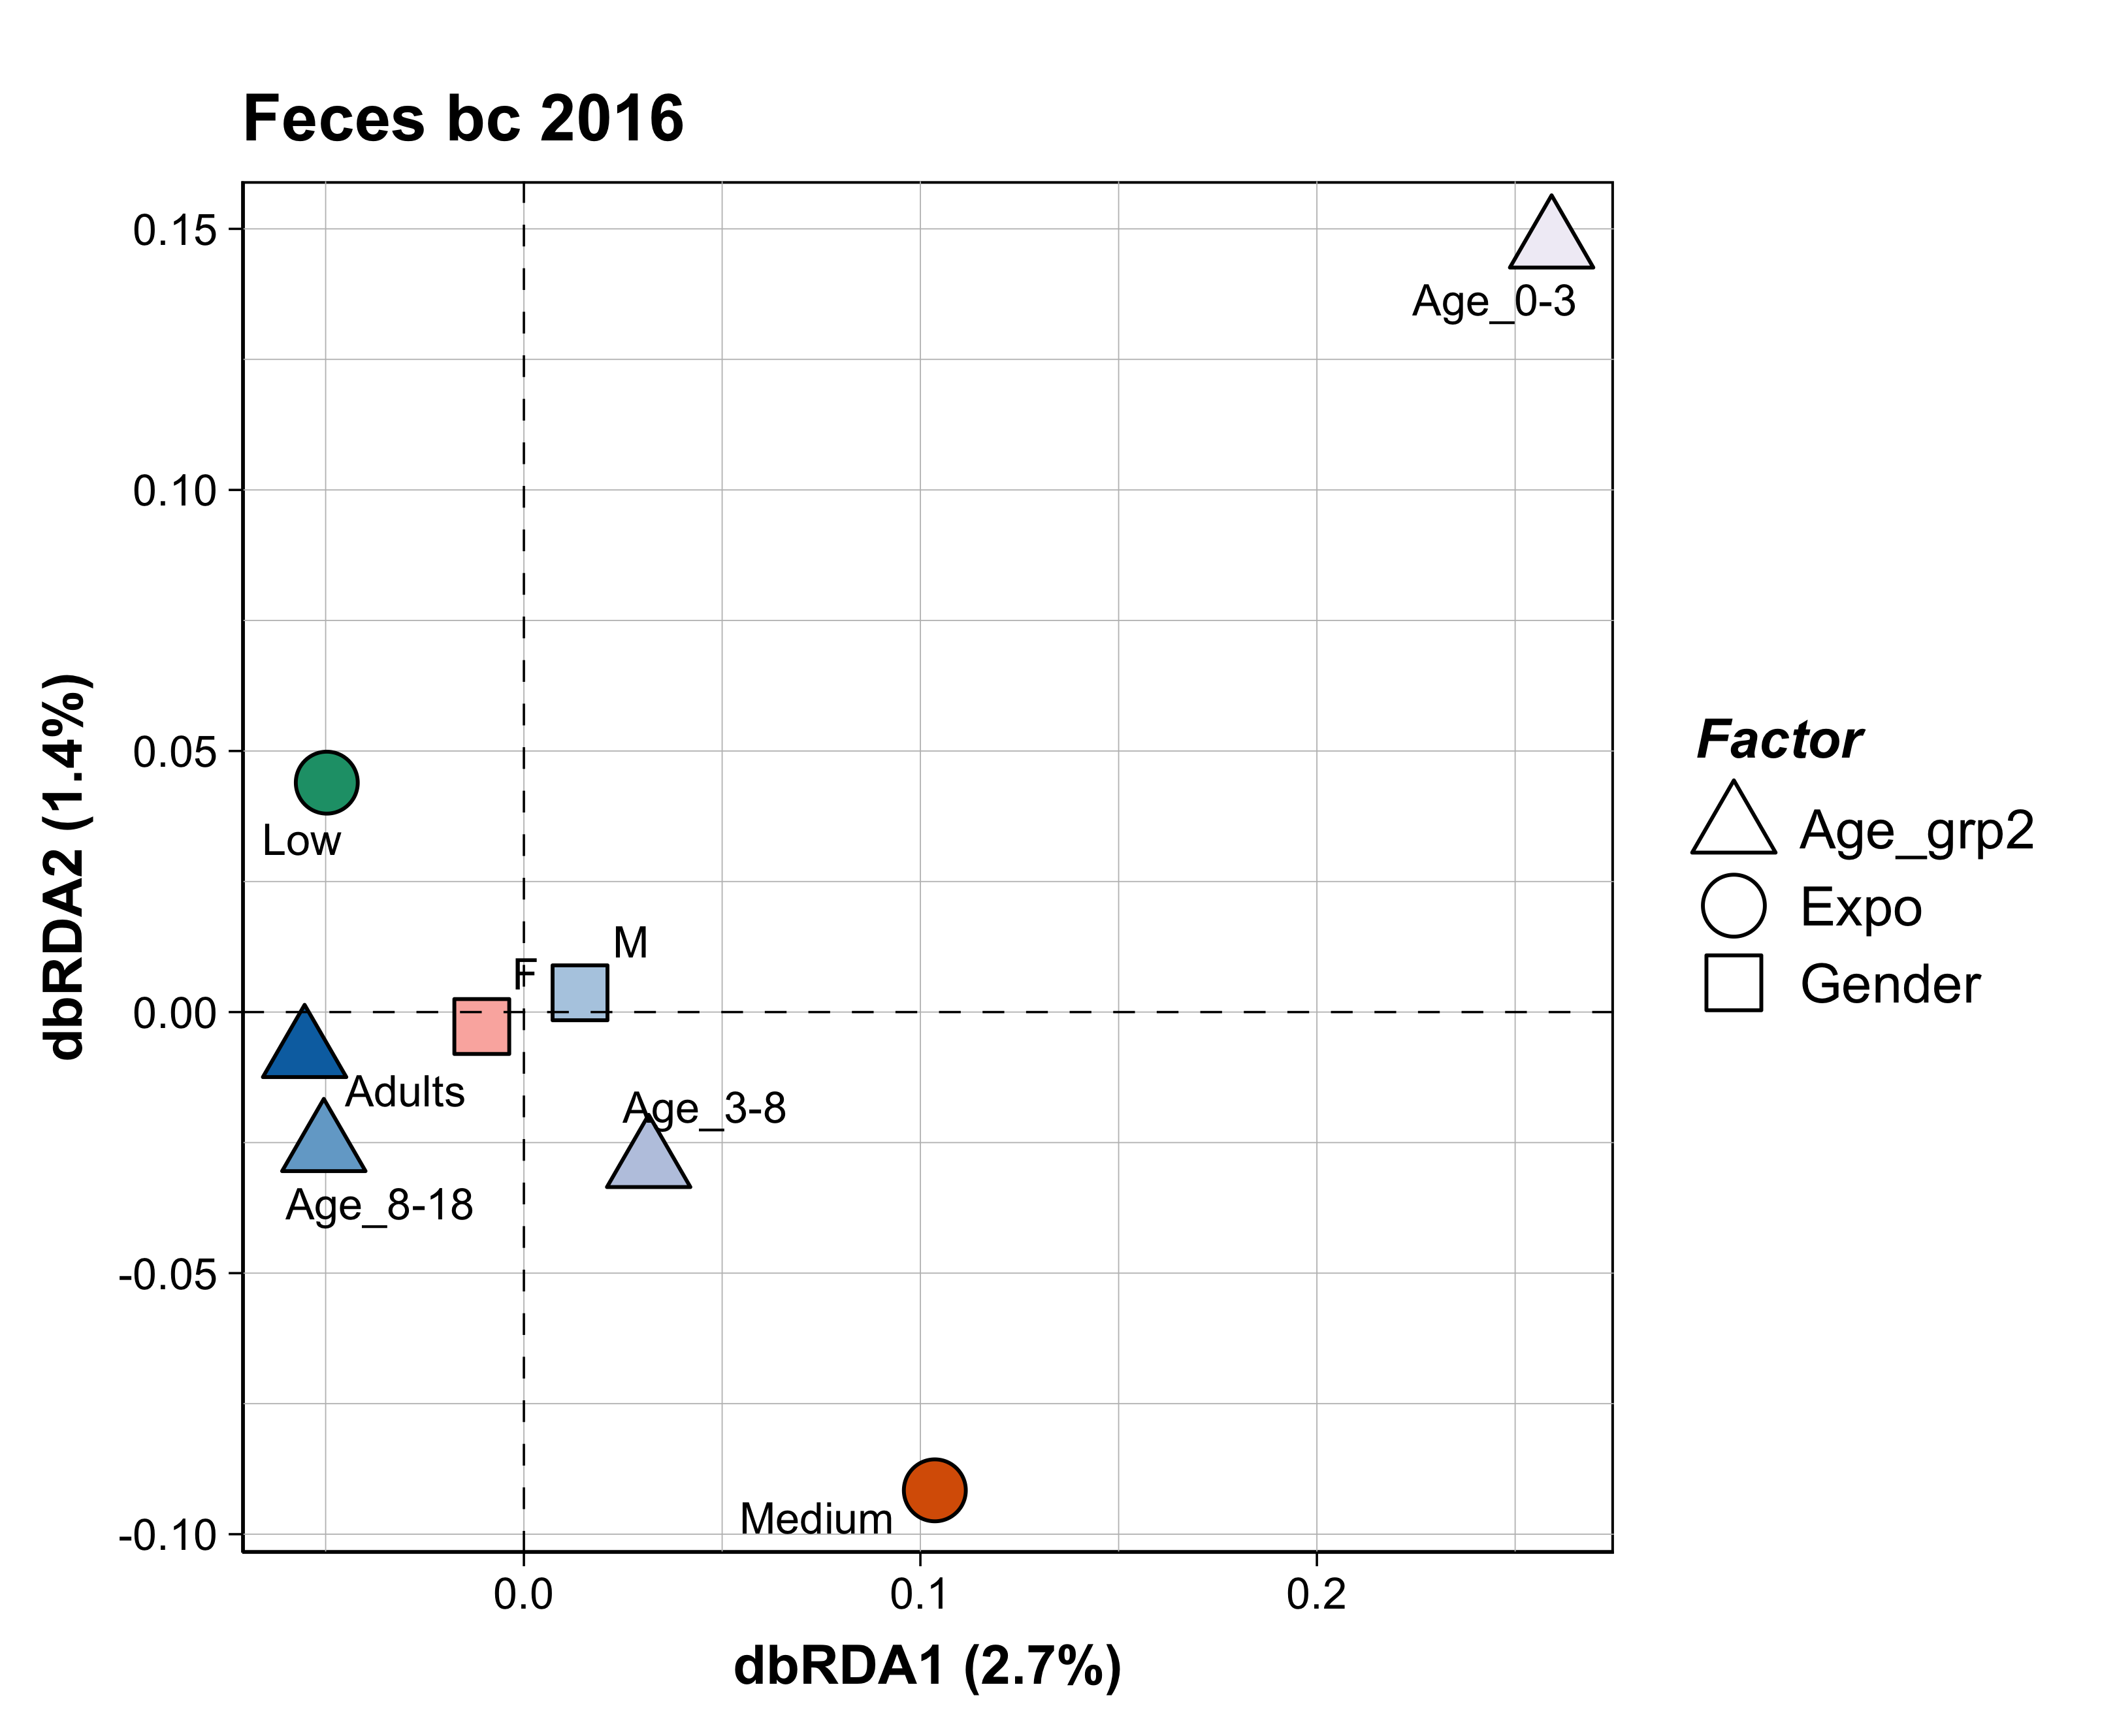 Feces bc 2016
0.15
0.10
0.05
0.00
-0.05
-0.10
dbRDA2 (1.4%)
Age_0-3
Low
M
F
Adults
Age_3-8
Age_8-18
Medium
0.0 0.1 0.2
dbRDA1 (2.7%)
Factor
Age_grp2
Expo
Gender